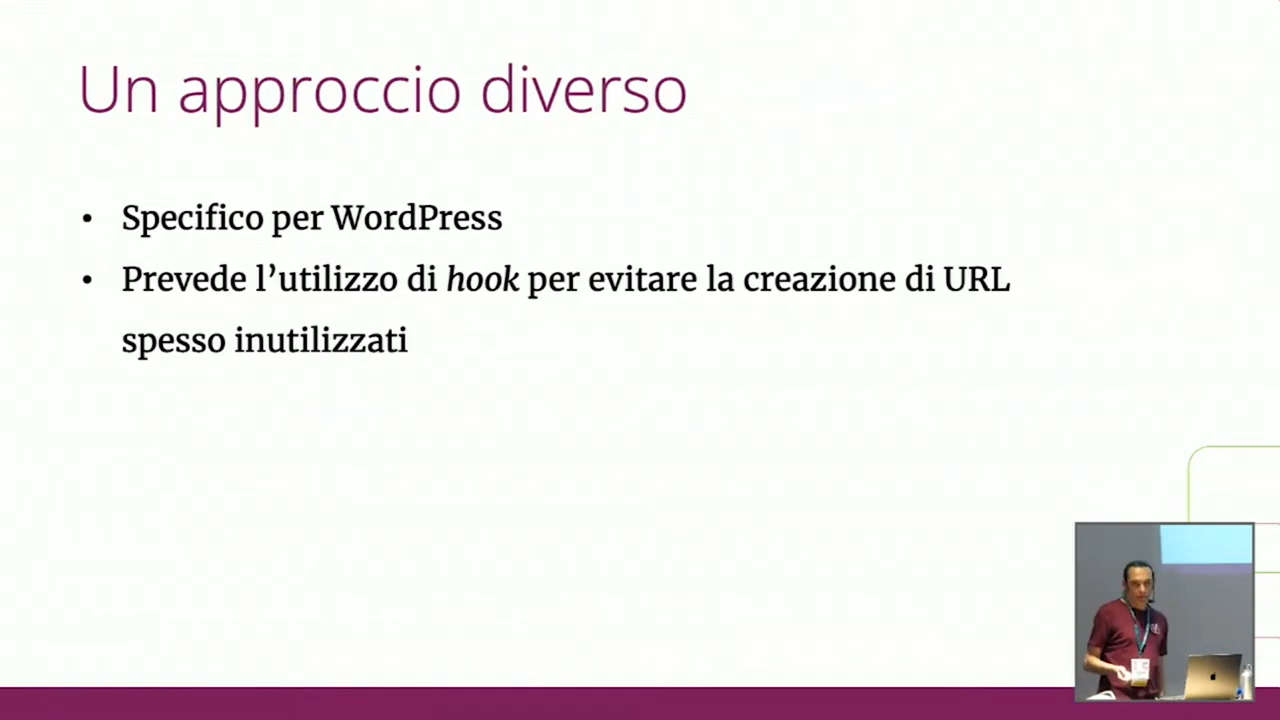 Un approccio diverso
• Specifico per WordPress
• Prevede l’utilizzo di hook per evitare la creazione di URL
spesso inutilizzati